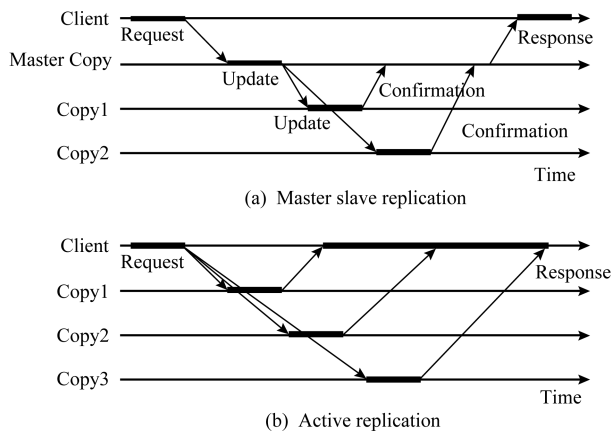 Client
Request
Response
Master Copy
Update
Confirmation
Copy1
Update
Confirmation
Copy2
Time
(a) Master slave replication
Client
Request
Response
Copy1
Copy2
Copy3
Time
(b) Active replication